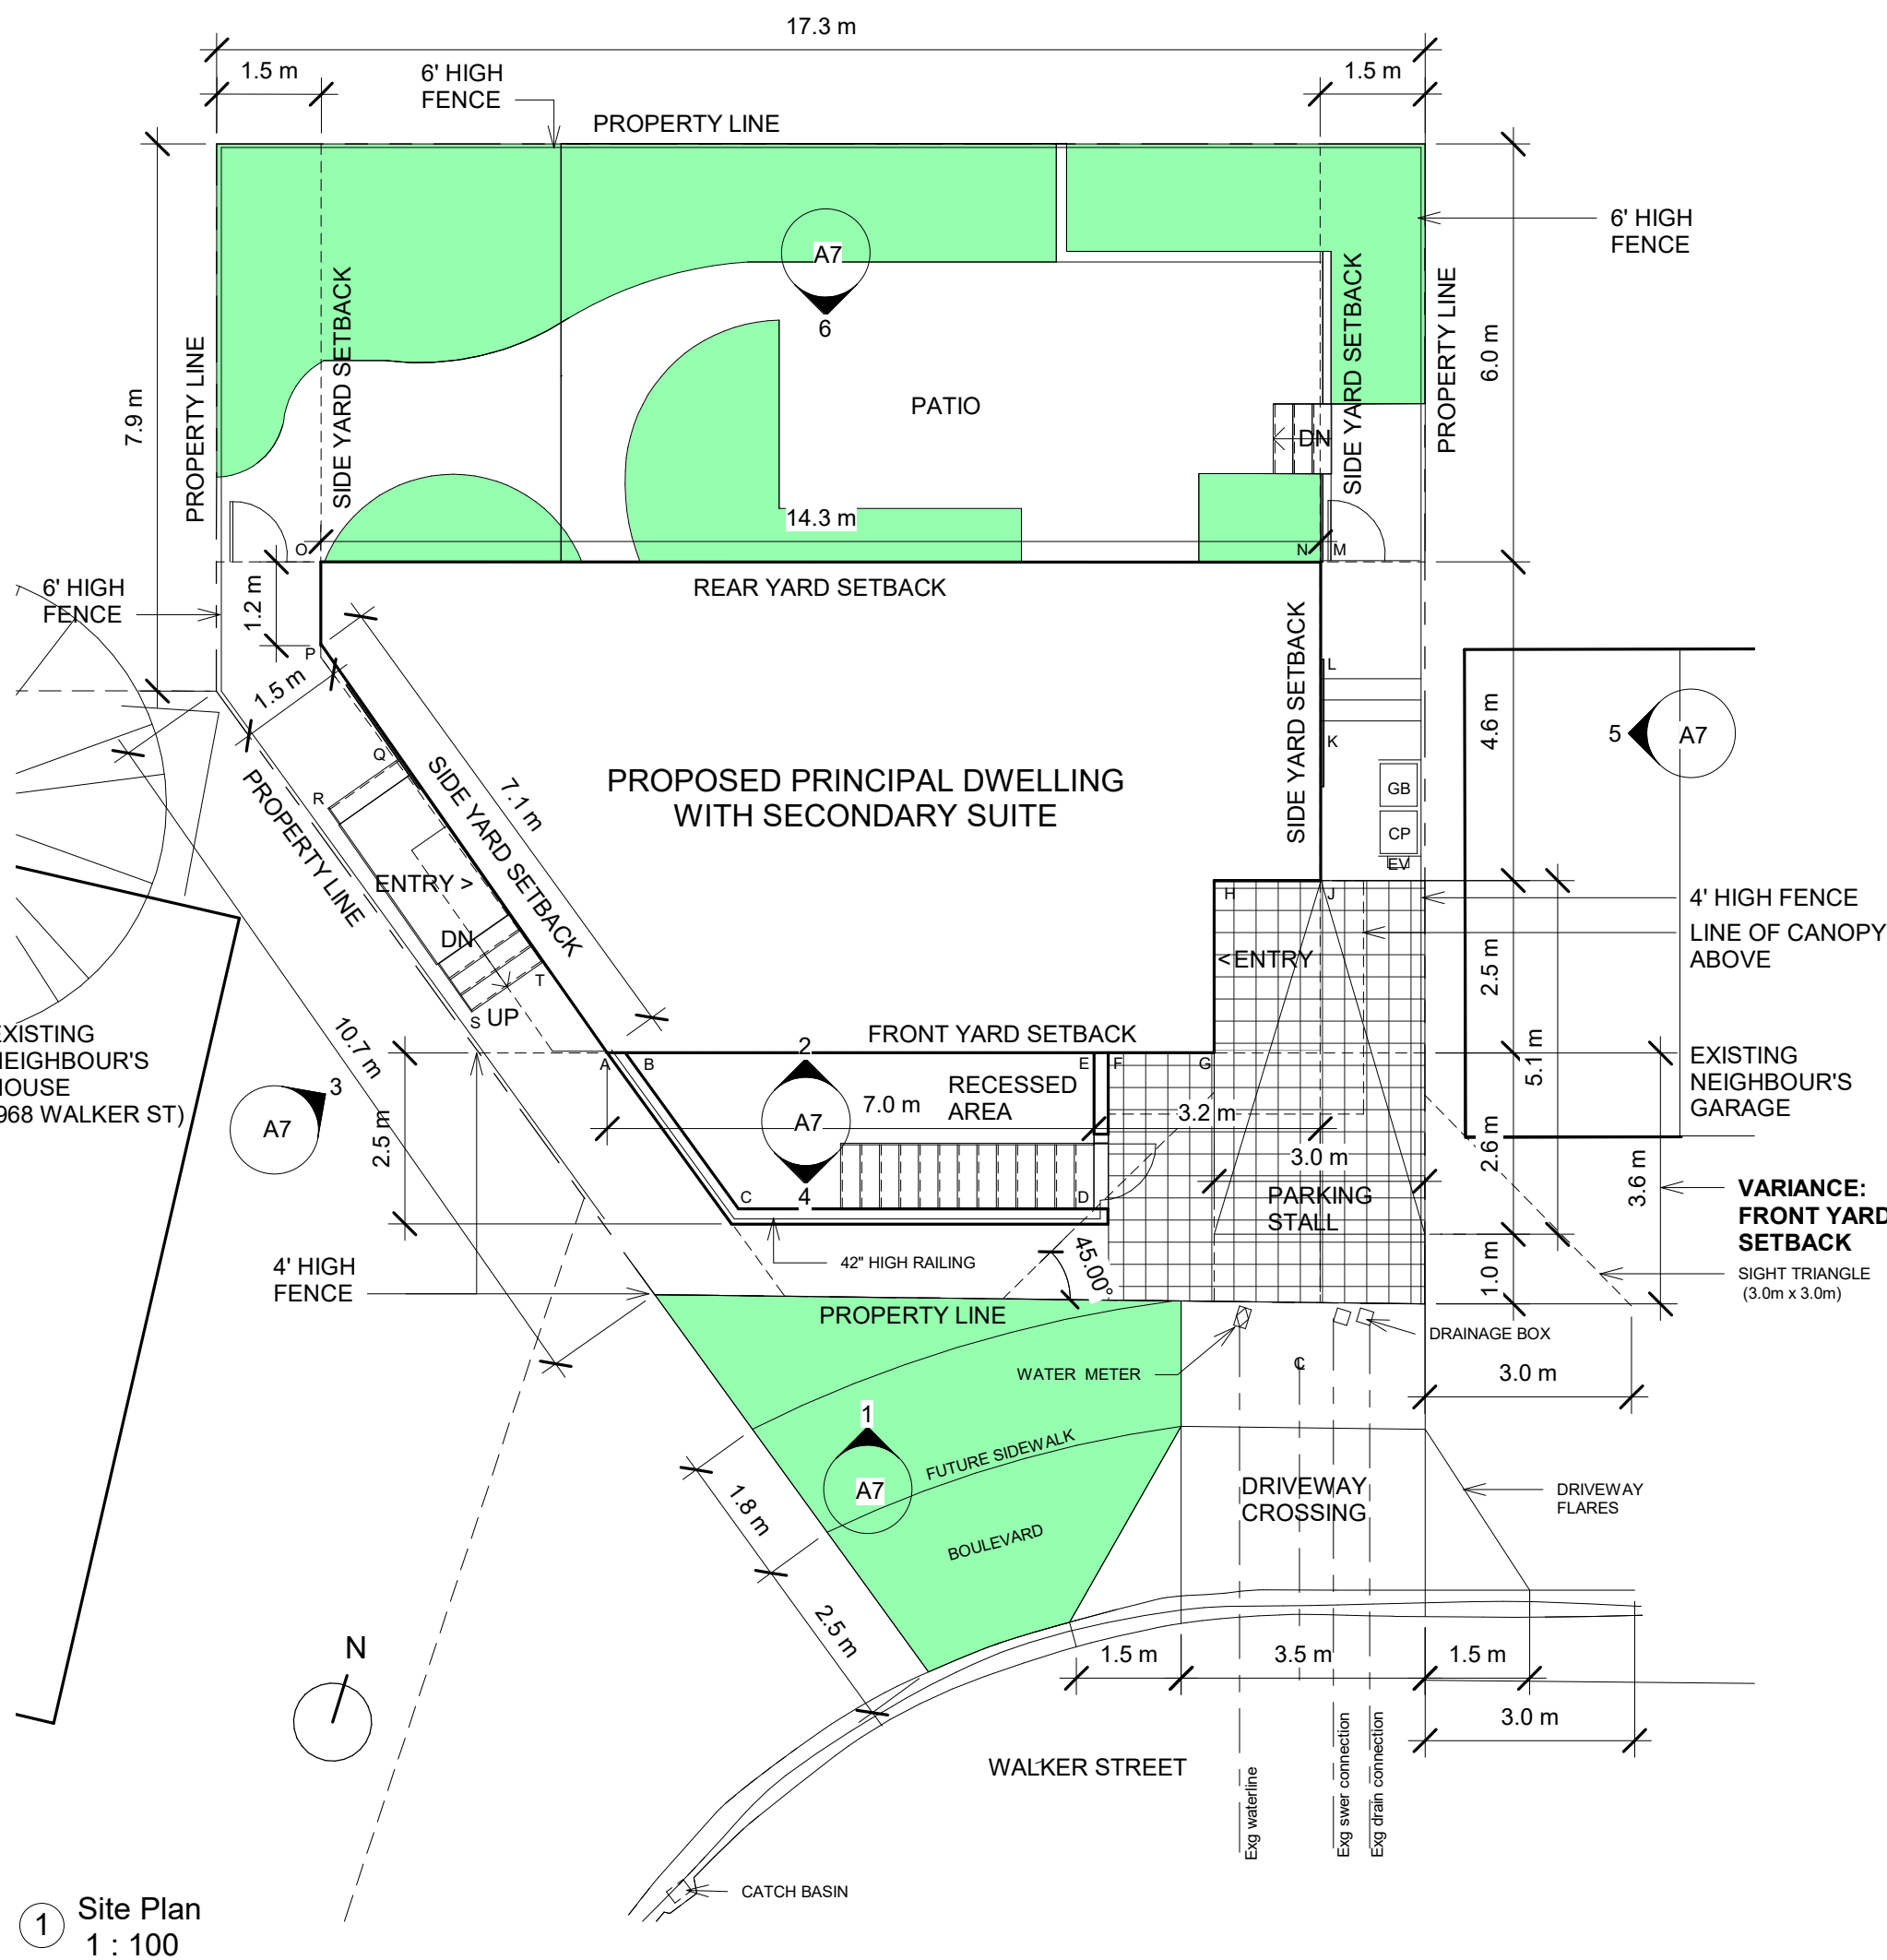 17.3 m
1.5 m
6' HIGH
FENCE
1.5 m
PROPERTY LINE
A7
6
6' HIGH
FENCE
SIDE YARD SETBACK
SIDE YARD SETBACK
PROPERTY LINE
PROPERTY LINE
6.0 m
7.9 m
PATIO
DN
14.3 m
O
N
M
REAR YARD SETBACK
6' HIGH
FENCE
1.2 m
P
1.5 m
L
SIDE YARD SETBACK
4.6 m
K
5
A7
Q
SIDE YARD SETBACK
7.1 m
PROPOSED PRINCIPAL DWELLING
WITH SECONDARY SUITE
R
PROPERTY LINE
GB
CP
EV
ENTRY >
H
J
4' HIGH FENCE
LINE OF CANOPY
ABOVE
DN
T
<ENTRY
2.5 m
S
UP
10.7 m
FRONT YARD SETBACK
EXISTING
NEIGHBOUR'S
HOUSE
968 WALKER ST)
2
A
B
E
F
G
5.1 m
EXISTING
NEIGHBOUR'S
GARAGE
3
A7
RECESSED
AREA
7.0 m
A7
3.2 m
2.5 m
2.6 m
3.0 m
3.6 m
C
4
D
PARKING
STALL
VARIANCE:
FRONT YARD
SETBACK
45.00°
42" HIGH RAILING
4' HIGH
FENCE
1.0 m
SIGHT TRIANGLE
(3.0m x 3.0m)
PROPERTY LINE
DRAINAGE BOX
WATER METER
CL
3.0 m
1
A7
FUTURE SIDEWALK
1.8 m
DRIVEWAY
CROSSING
DRIVEWAY
FLARES
BOULEVARD
2.5 m
N
1.5 m
3.5 m
1.5 m
3.0 m
WALKER STREET
Exg waterline
Exg swer connection
Exg drain connection
CATCH BASIN
1
Site Plan
1 : 100